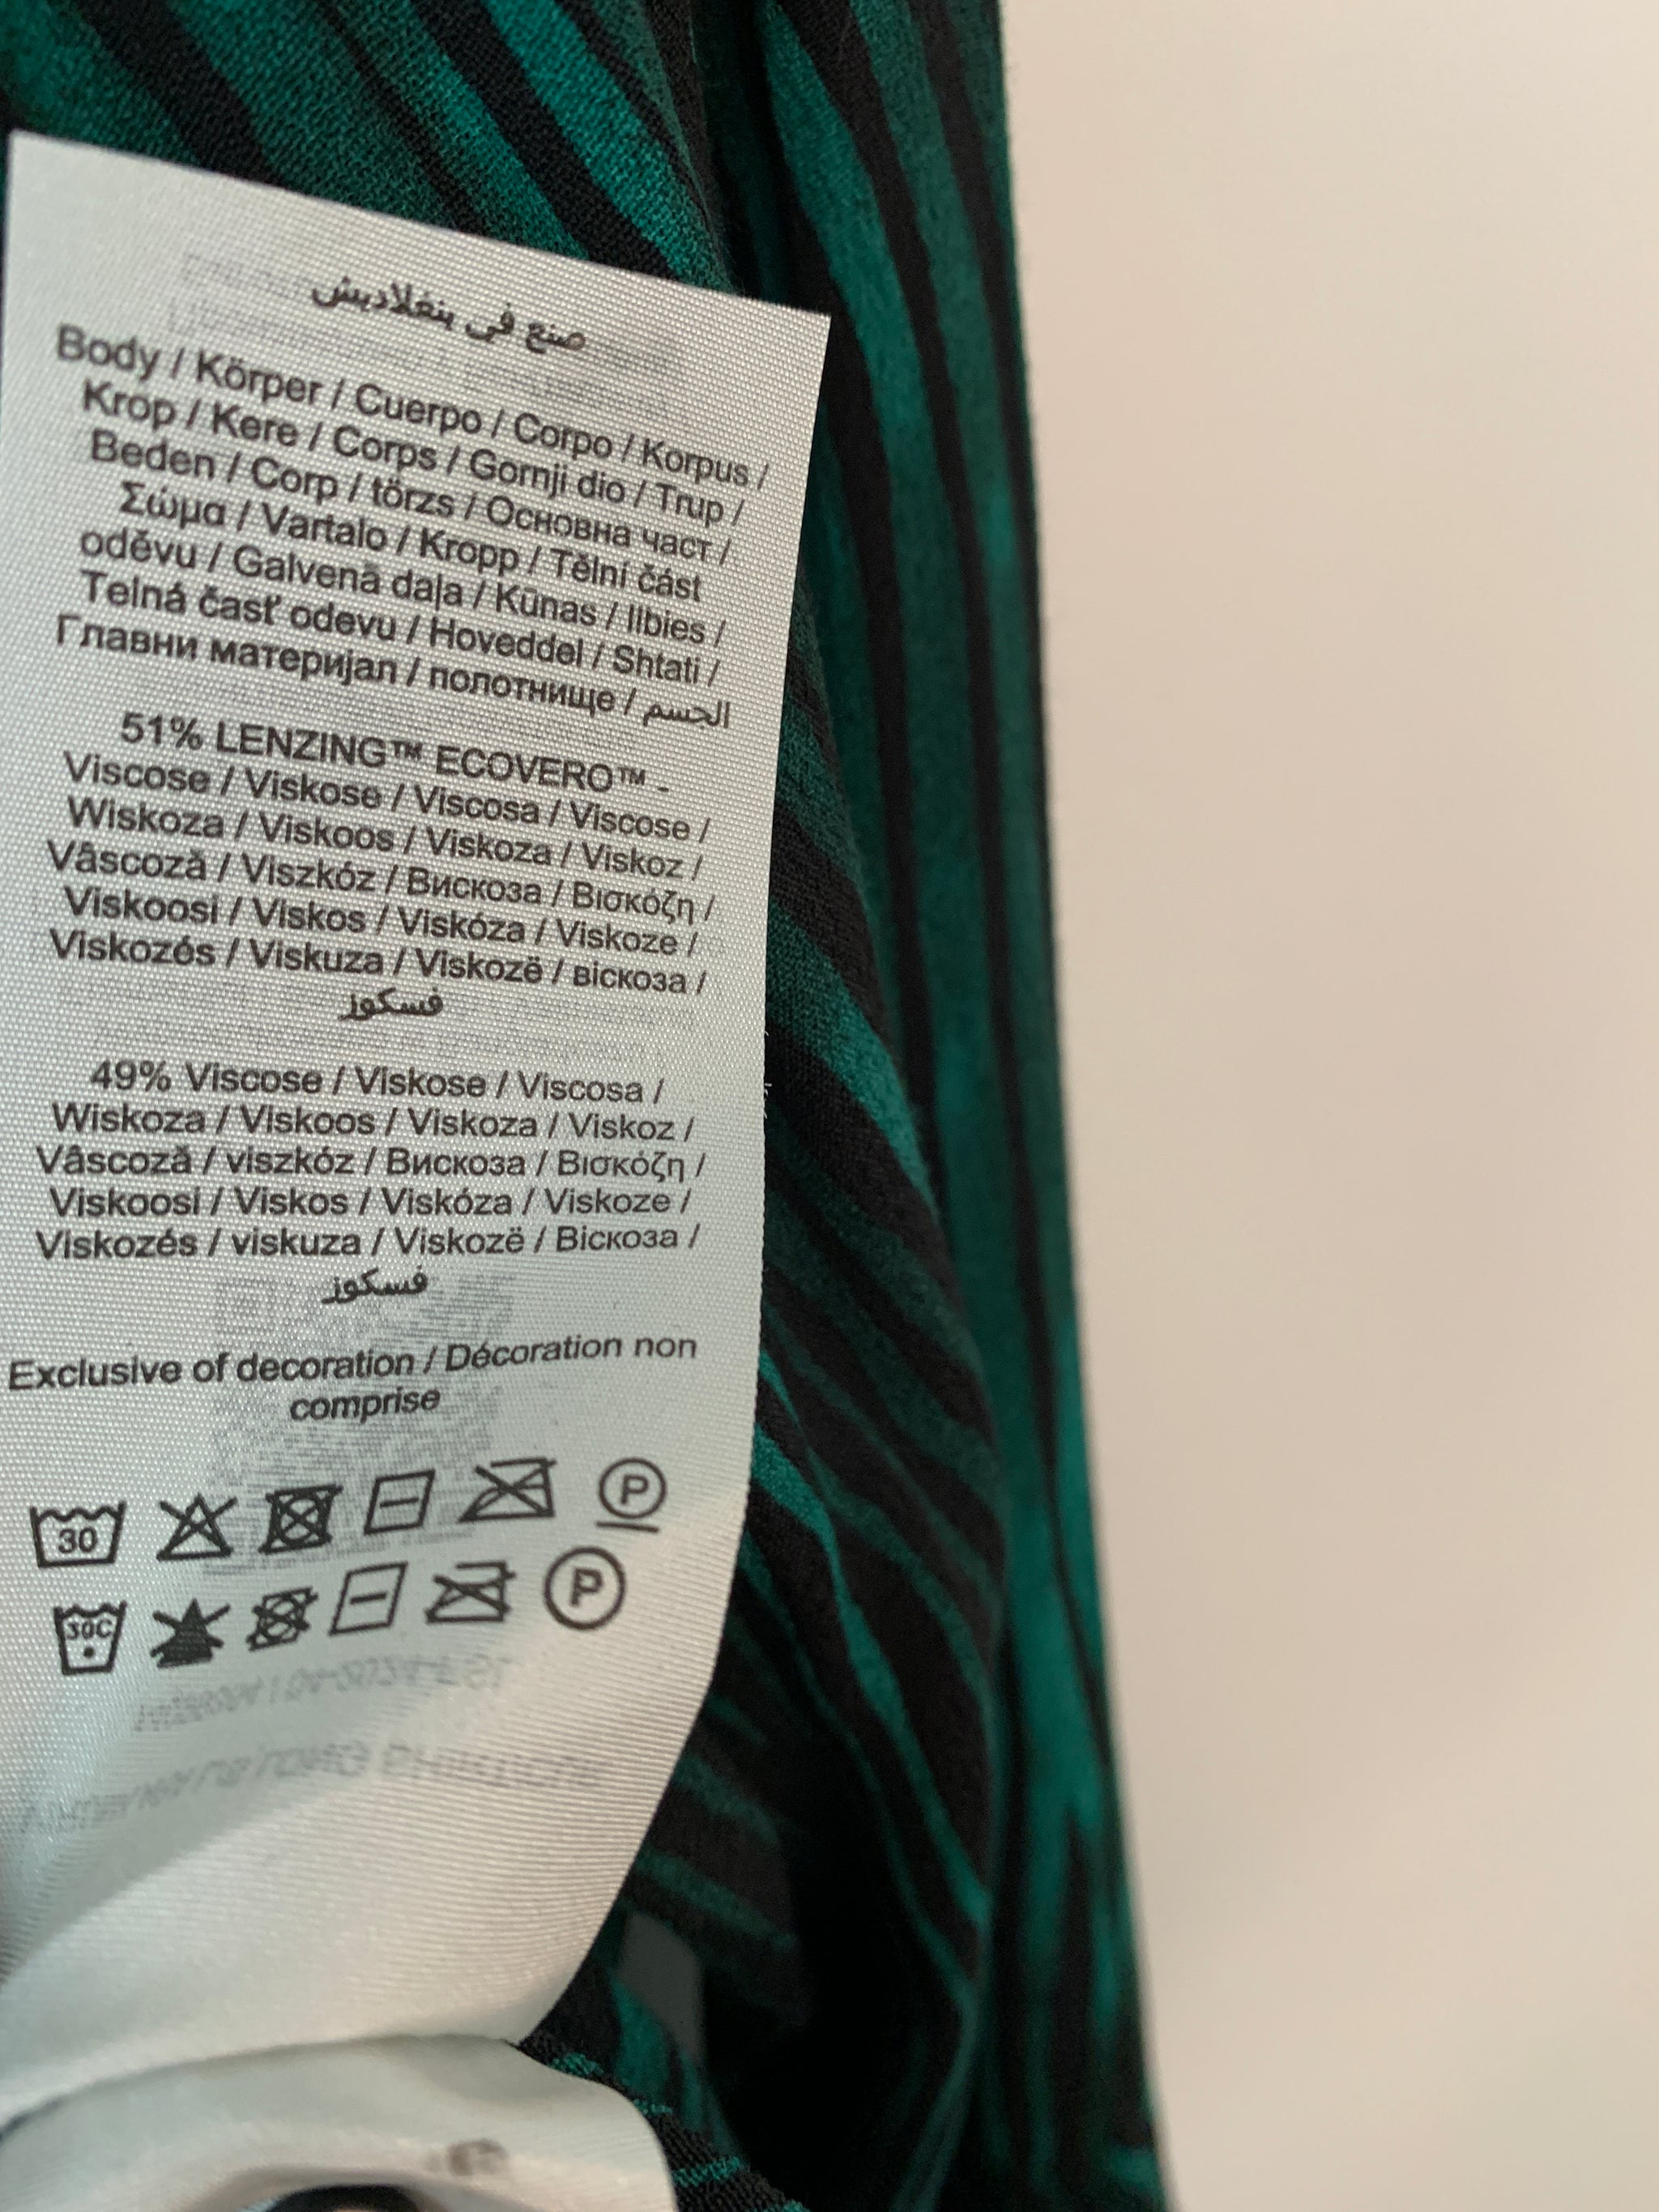 صنع في بنغلاديش
Body / Körper / Cuerpo / Corpo / Korpus /
Krop / Kere / Corps / Gornji dio / Trup /
Beden / Corp / törzs / Основна част /
Σώμα / Vartalo / Kropp / Tělní část
oděvu / Galvenā daļa / Kūnas / Ilbies /
Telná časť odevu / Hoveddel / Shtati /
Главни материјал / полотнище / الجسم
51% LENZING™ ECOVERO™ -
Viscose / Viskose / Viscosa / Viscose /
Wiskoza / Viskoos / Viskoza / Viskoz /
Vâscoză / Viszkóz / Вискоза / Βισκόζη /
Viskoosi / Viskos / Viskóza / Viskoze /
Viskozés / Viskuza / Viskozë / віскоза /
فسكوز
49% Viscose / Viskose / Viscosa /
Wiskoza / Viskoos / Viskoza / Viskoz /
Vâscoză / viszkóz / Вискоза / Βισκόζη /
Viskoosi / Viskos / Viskóza / Viskoze /
Viskozés / viskuza / Viskozë / Віскоза /
فسكوز
Exclusive of decoration / Décoration non
comprise
30 P
30C P